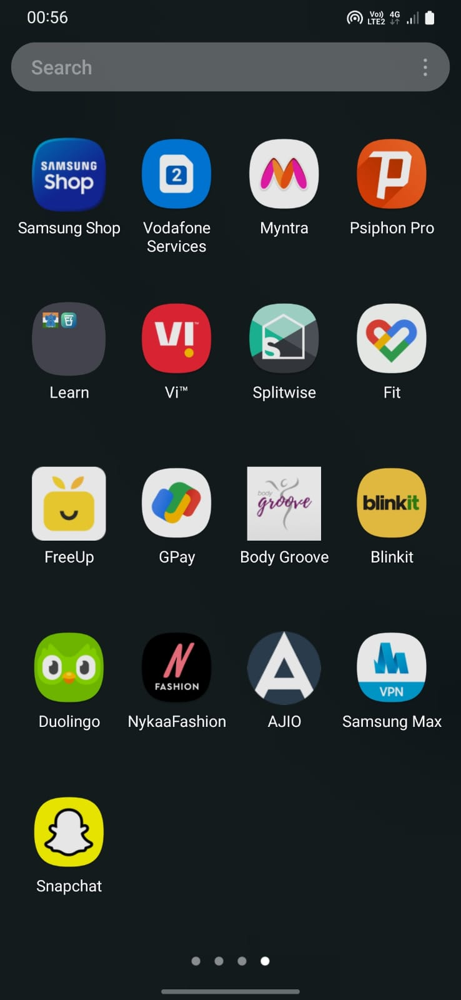 00:56
Vo))
LTE2
4G
Search
SAMSUNG
Shop
2
Samsung Shop
Vodafone
Services
Myntra
Psiphon Pro
VI™
S
Learn
Vi™
Splitwise
Fit
body
groove
blinkit
FreeUp
GPay
Body Groove
Blinkit
N
FASHION
A
VPN
Duolingo
NykaaFashion
AJIO
Samsung Max
Snapchat